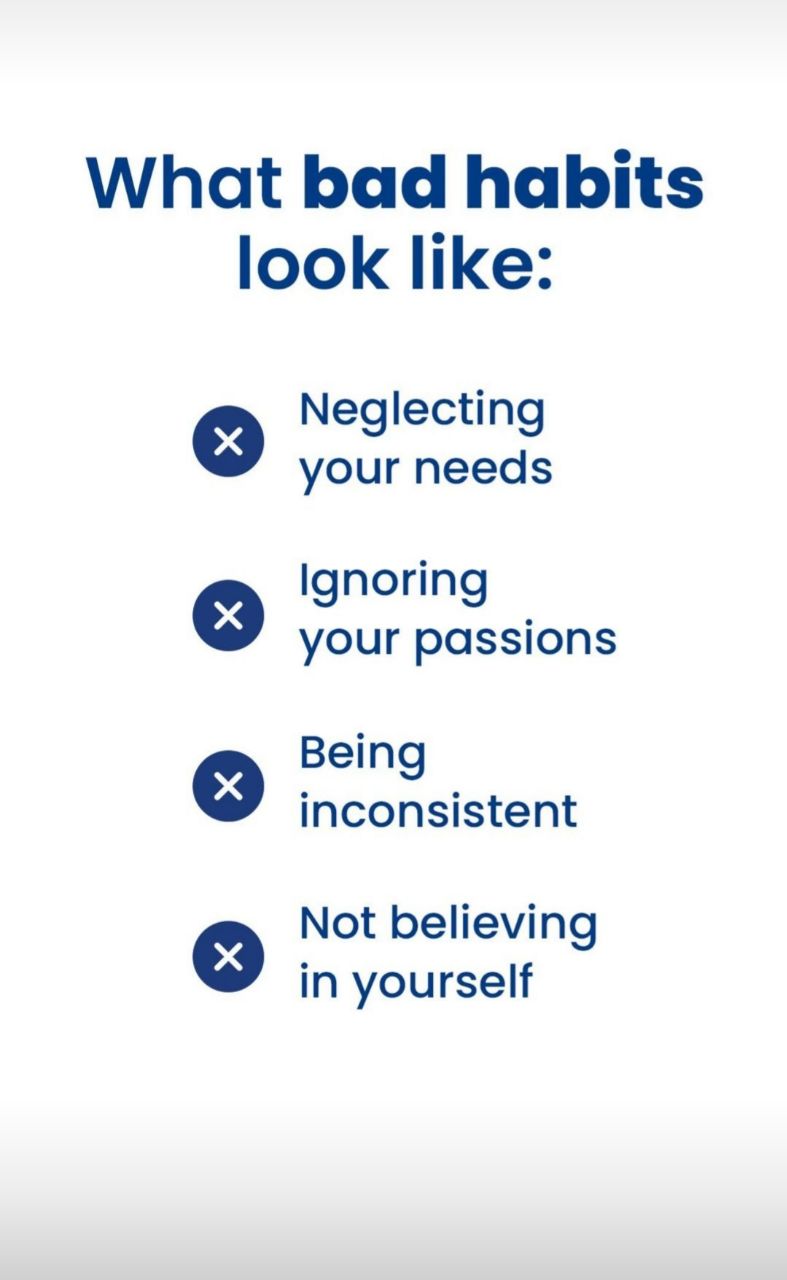 What bad habits
look like:
Neglecting
your needs
Ignoring
your passions
Being
inconsistent
Not believing
in yourself